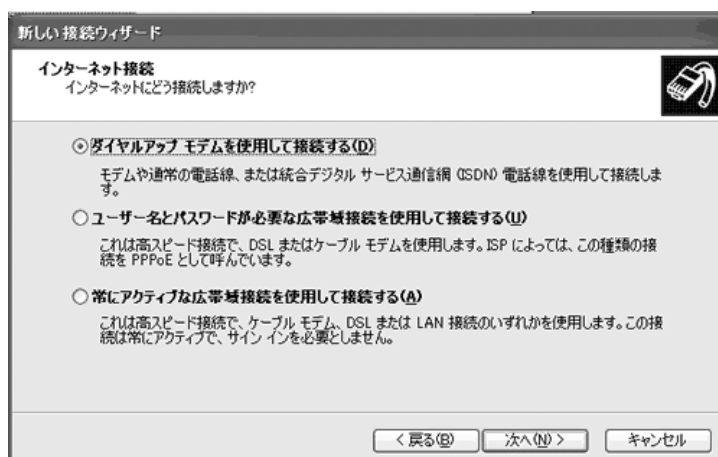 新しい接続ウィザード
インターネット接続
インターネットにどう接続しますか?
ダイヤルアップ モデムを使用して接続する(D)
モデムや通常の電話線、または統合デジタル サービス通信網 (ISDN) 電話線を使用して接続しま
す。
ユーザー名とパスワードが必要な広帯域接続を使用して接続する(U)
これは高スピード接続で、DSL またはケーブル モデムを使用します。ISP によっては、この種類の接
続を PPPoE として呼んでいます。
常にアクティブな広帯域接続を使用して接続する(A)
これは高スピード接続で、ケーブル モデム、DSL または LAN 接続のいずれかを使用します。この接
続は常にアクティブで、サイン インを必要としません。
< 戻る(B) 次へ(N) > キャンセル